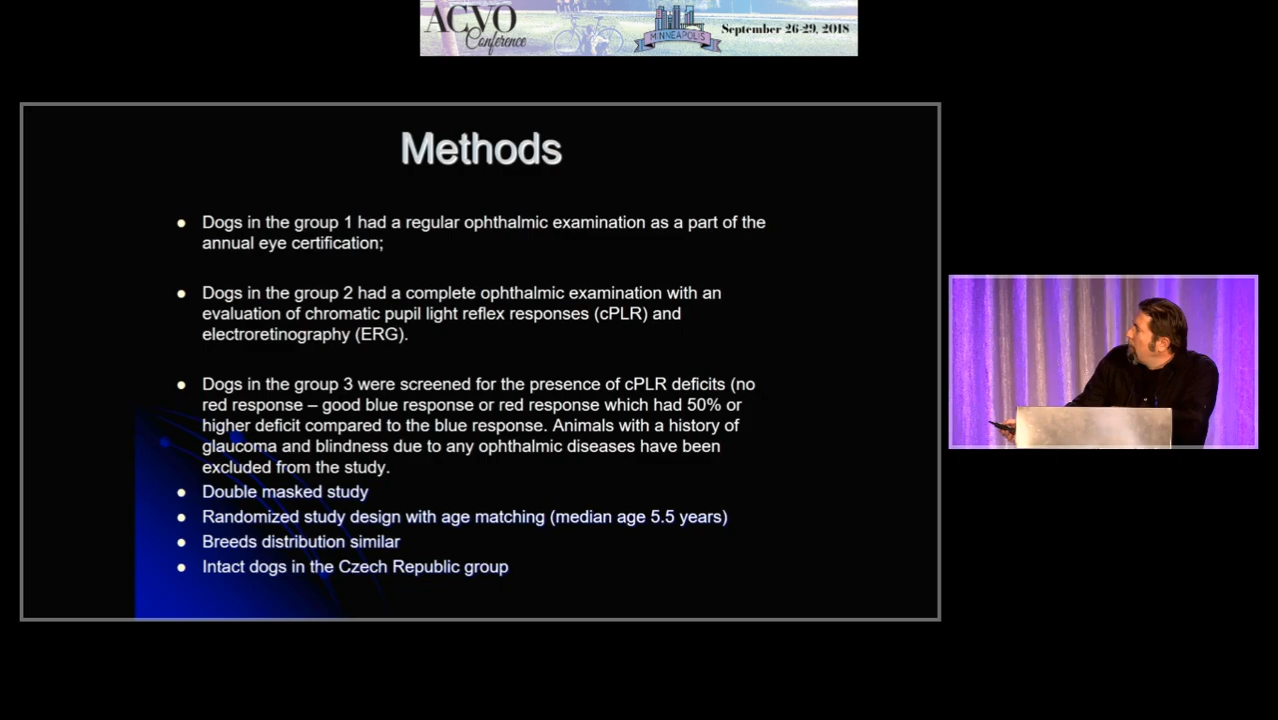 ACVO
Conference
MINNEAPOLIS
September 26-29, 2018
Methods
● Dogs in the group 1 had a regular ophthalmic examination as a part of the
annual eye certification;
● Dogs in the group 2 had a complete ophthalmic examination with an
evaluation of chromatic pupil light reflex responses (cPLR) and
electroretinography (ERG).
● Dogs in the group 3 were screened for the presence of cPLR deficits (no
red response – good blue response or red response which had 50% or
higher deficit compared to the blue response. Animals with a history of
glaucoma and blindness due to any ophthalmic diseases have been
excluded from the study.
● Double masked study
● Randomized study design with age matching (median age 5.5 years)
● Breeds distribution similar
● Intact dogs in the Czech Republic group